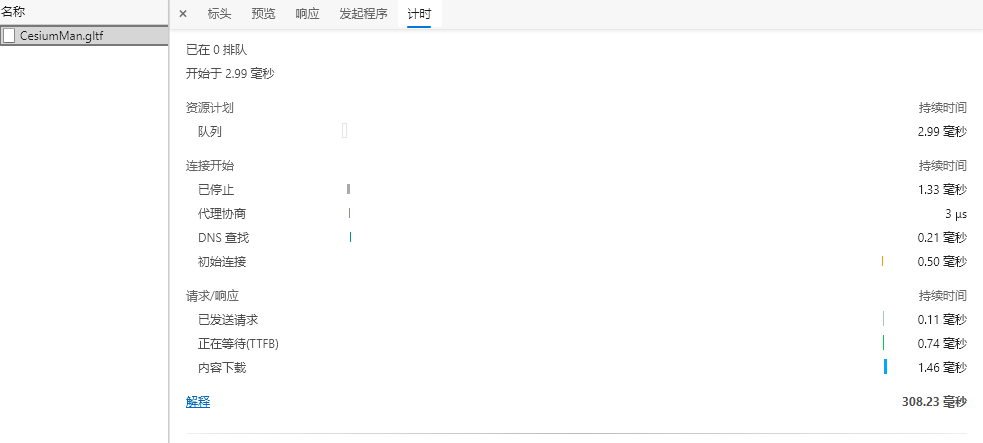 名称
CesiumMan.gltf
× 标头 预览 响应 发起程序 计时
已在 0 排队
开始于 2.99 毫秒
资源计划 持续时间
队列 2.99 毫秒
连接开始 持续时间
已停止 1.33 毫秒
代理协商 3 μs
DNS 查找 0.21 毫秒
初始连接 0.50 毫秒
请求/响应 持续时间
已发送请求 0.11 毫秒
正在等待(TTFB) 0.74 毫秒
内容下载 1.46 毫秒
解释 308.23 毫秒